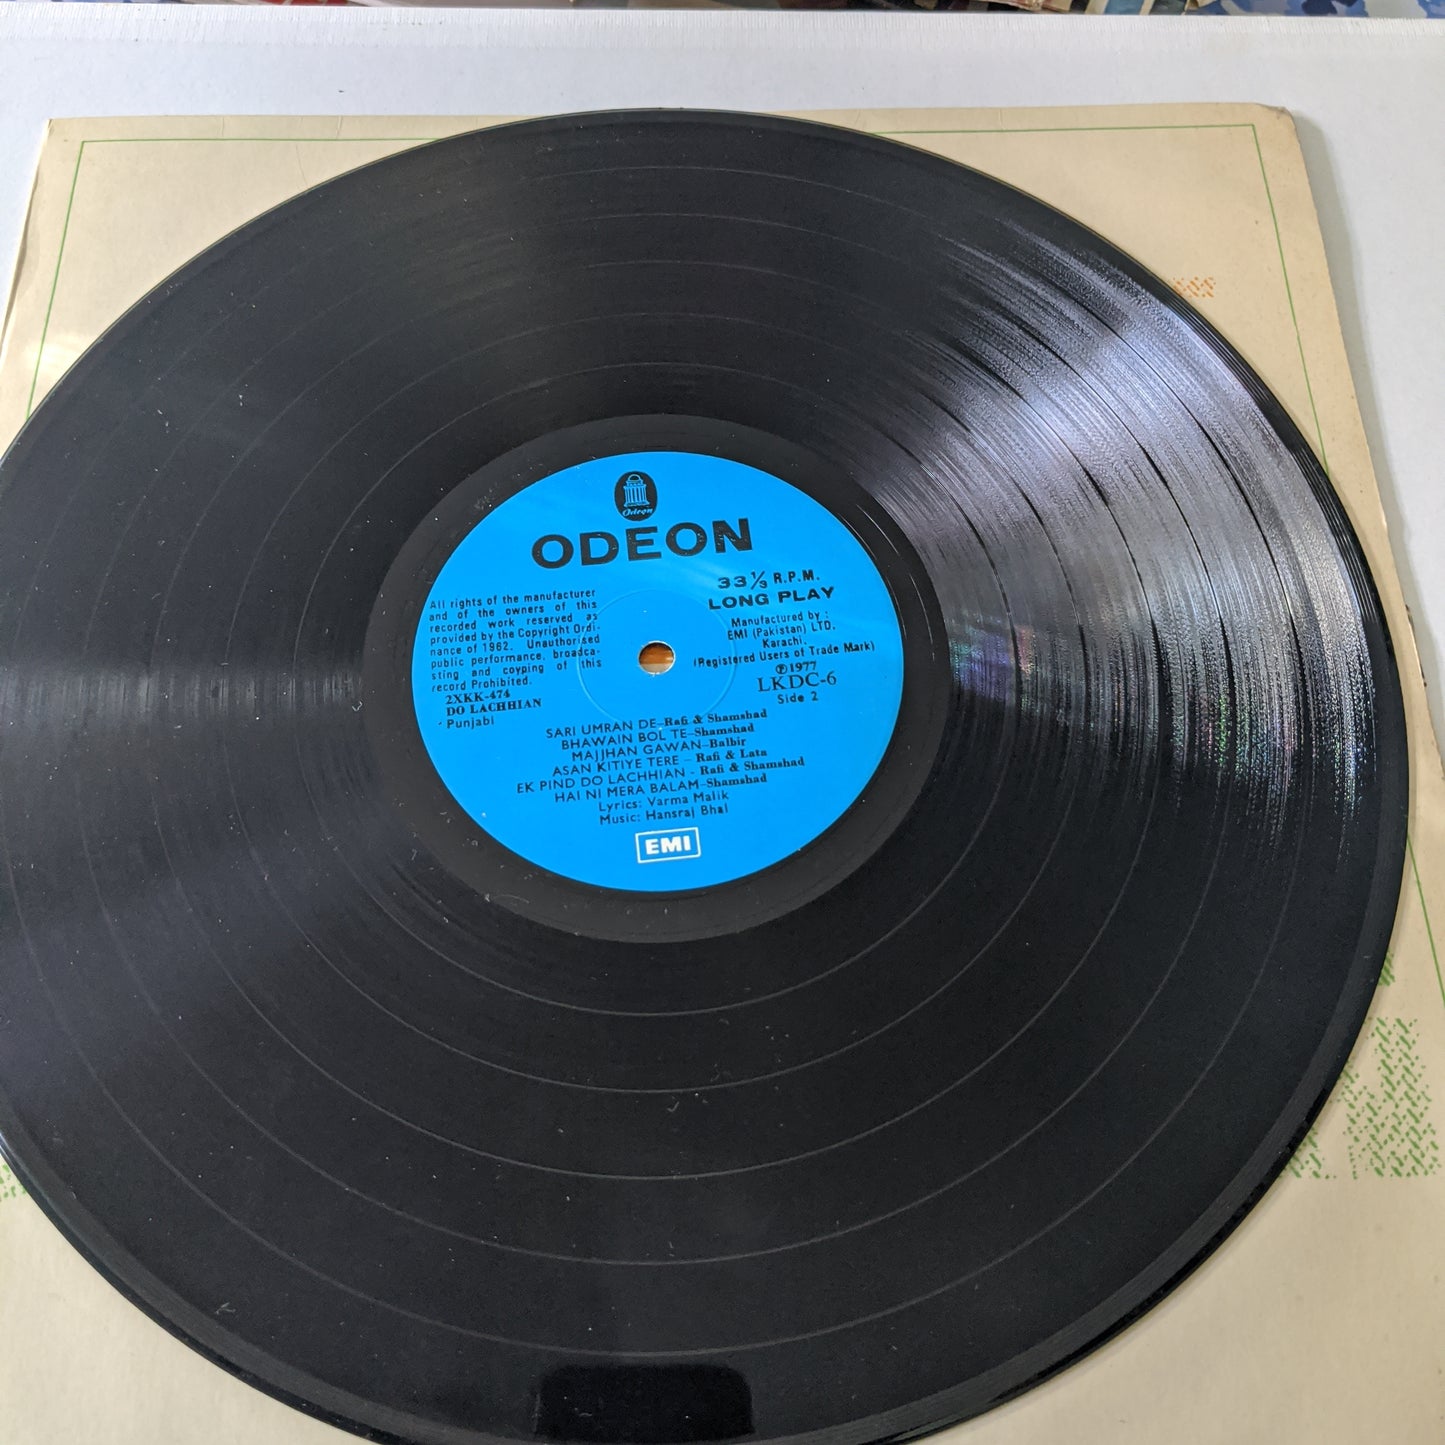 Odeon
ODEON
All rights of the manufacturer
and of the owners of this
recorded work reserved as
provided by the Copyright Ordi-
nance of 1962. Unauthorised
public performance, broadca-
sting and coyping of this
record Prohibited.
2XKK-474
DO LACHHIAN
Punjabi
33⅓ R.P.M.
LONG PLAY
Manufactured by :
EMI (Pakistan) LTD.
Karachi.
(Registered Users of Trade Mark)
℗1977
LKDC-6
Side 2
SARI UMRAN DE–Rafi & Shamshad
BHAWAIN BOL TE–Shamshad
MAJJHAN GAWAN–Balbir
ASAN KITIYE TERE – Rafi & Lata
EK PIND DO LACHHIAN - Rafi & Shamshad
HAI NI MERA BALAM–Shamshad
Lyrics: Varma Malik
Music: Hansraj Bhal
EMI